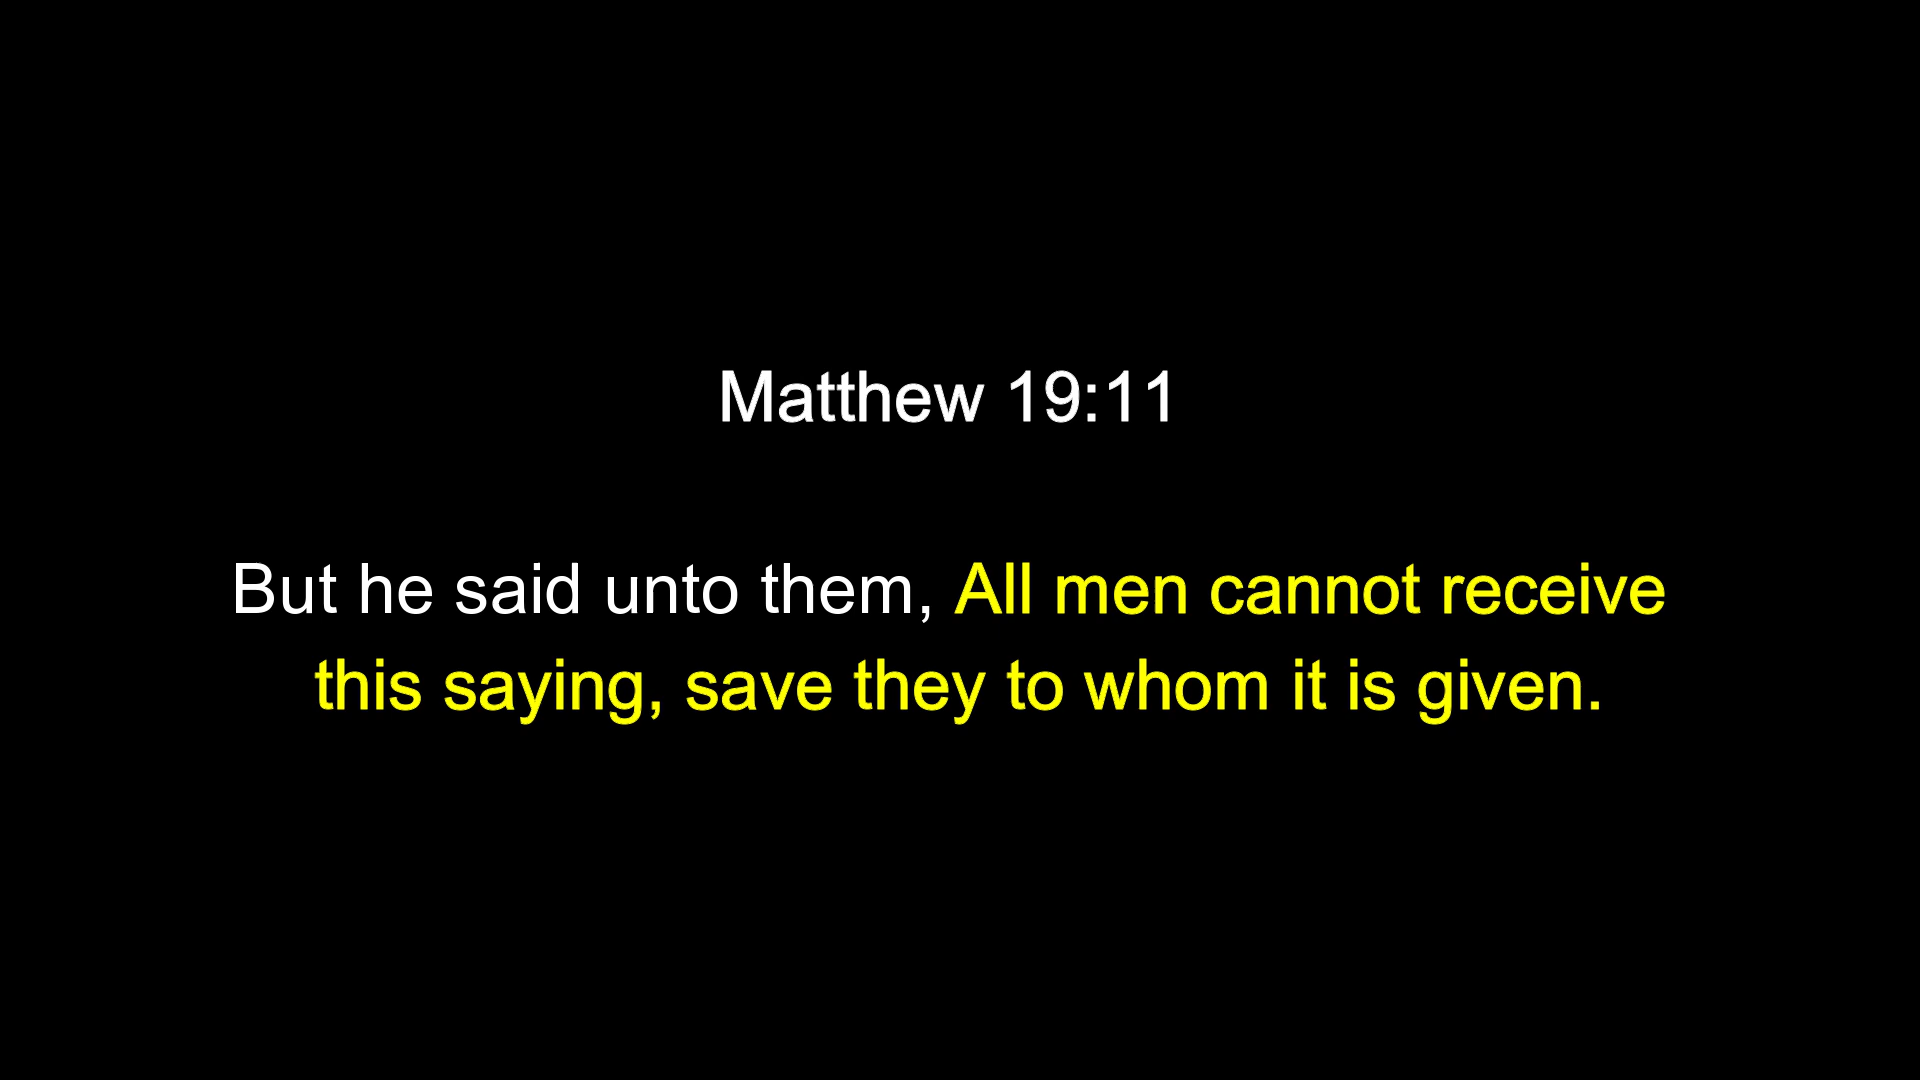 Matthew 19:11
But he said unto them, All men cannot receive
this saying, save they to whom it is given.